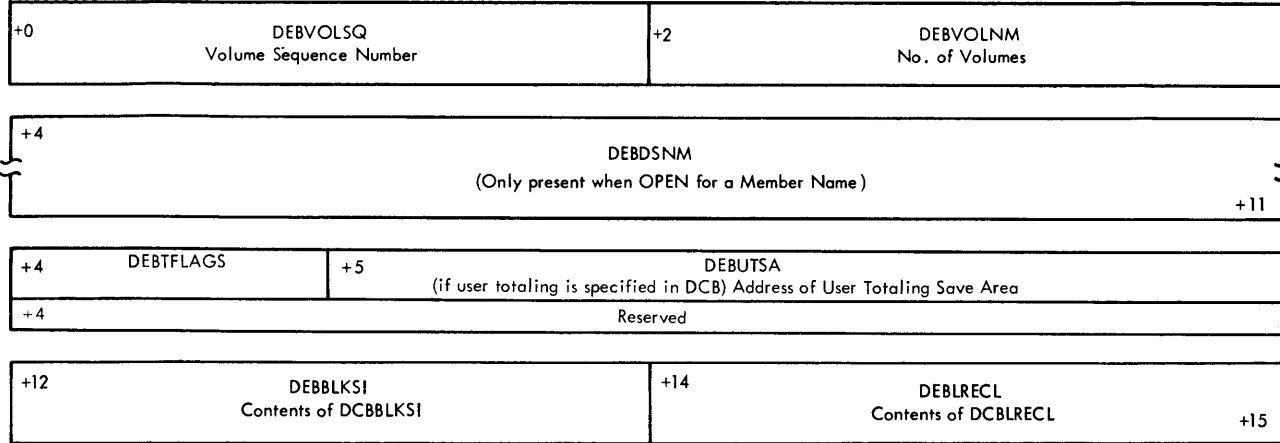 +0 DEBVOLSQ +2 DEBVOLNM
Volume Sequence Number No. of Volumes
+4
DEBDSNM
(Only present when OPEN for a Member Name)
+11
+4 DEBTFLAGS +5 DEBUTSA
(if user totaling is specified in DCB) Address of User Totaling Save Area
+4 Reserved
+12 DEBBLKSI +14 DEBLRECL
Contents of DCBBLKSI Contents of DCBLRECL +15